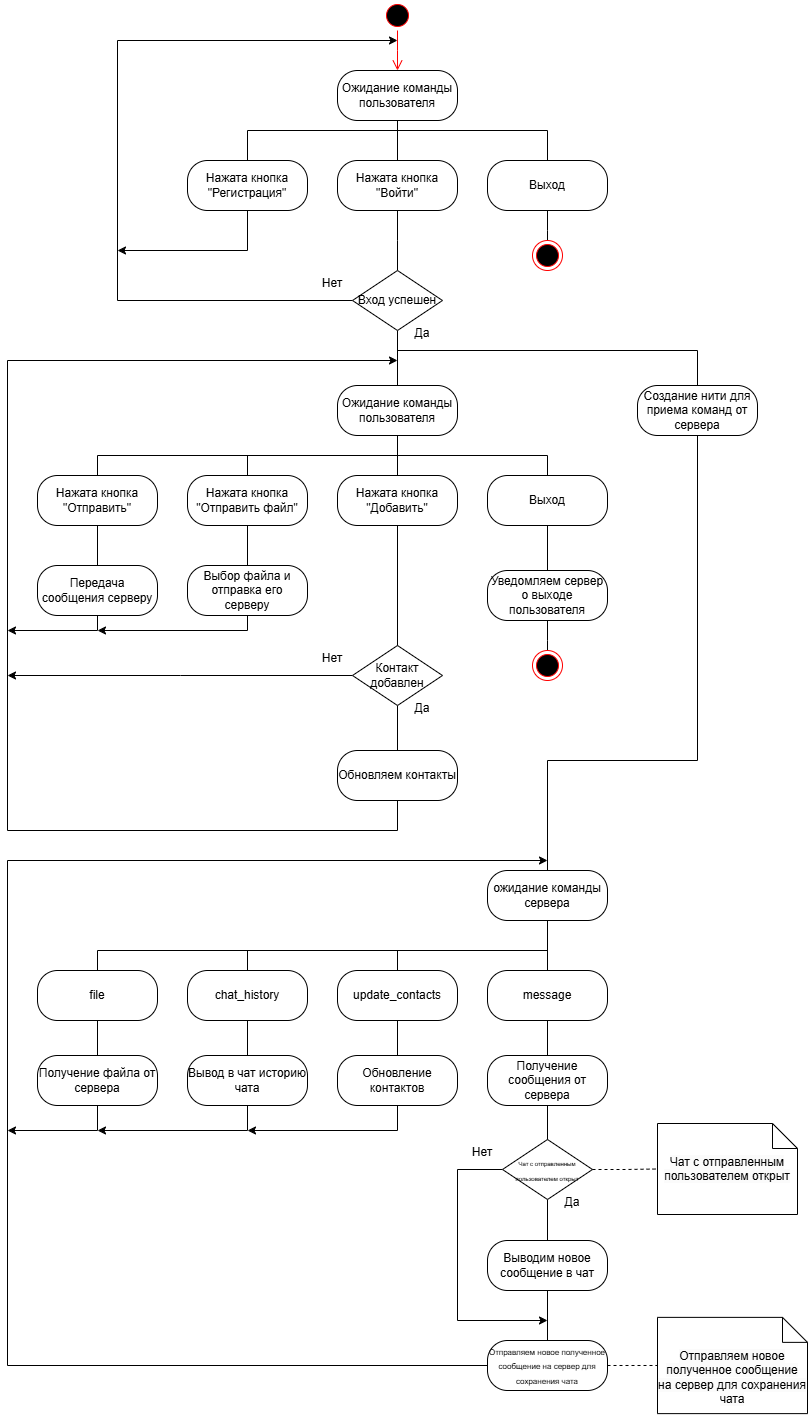 Ожидание команды
пользователя
Нажата кнопка
"Регистрация"
Нажата кнопка
"Войти"
Выход
Нет
Вход успешен
Да
Ожидание команды
пользователя
Создание нити для
приема команд от
сервера
Нажата кнопка
"Отправить"
Нажата кнопка
"Отправить файл"
Нажата кнопка
"Добавить"
Выход
Передача
сообщения серверу
Выбор файла и
отправка его
серверу
Уведомляем сервер
о выходе
пользователя
Нет
Контакт
добавлен
Да
Обновляем контакты
ожидание команды
сервера
file
chat_history
update_contacts
message
Получение файла от
сервера
Вывод в чат историю
чата
Обновление
контактов
Получение
сообщения от
сервера
Нет
Чат с отправленным
пользователем открыт
Да
Чат с отправленным
пользователем открыт
Выводим новое
сообщение в чат
Отправляем новое полученное
сообщение на сервер для
сохранения чата
Отправляем новое
полученное сообщение
на сервер для сохранения
чата